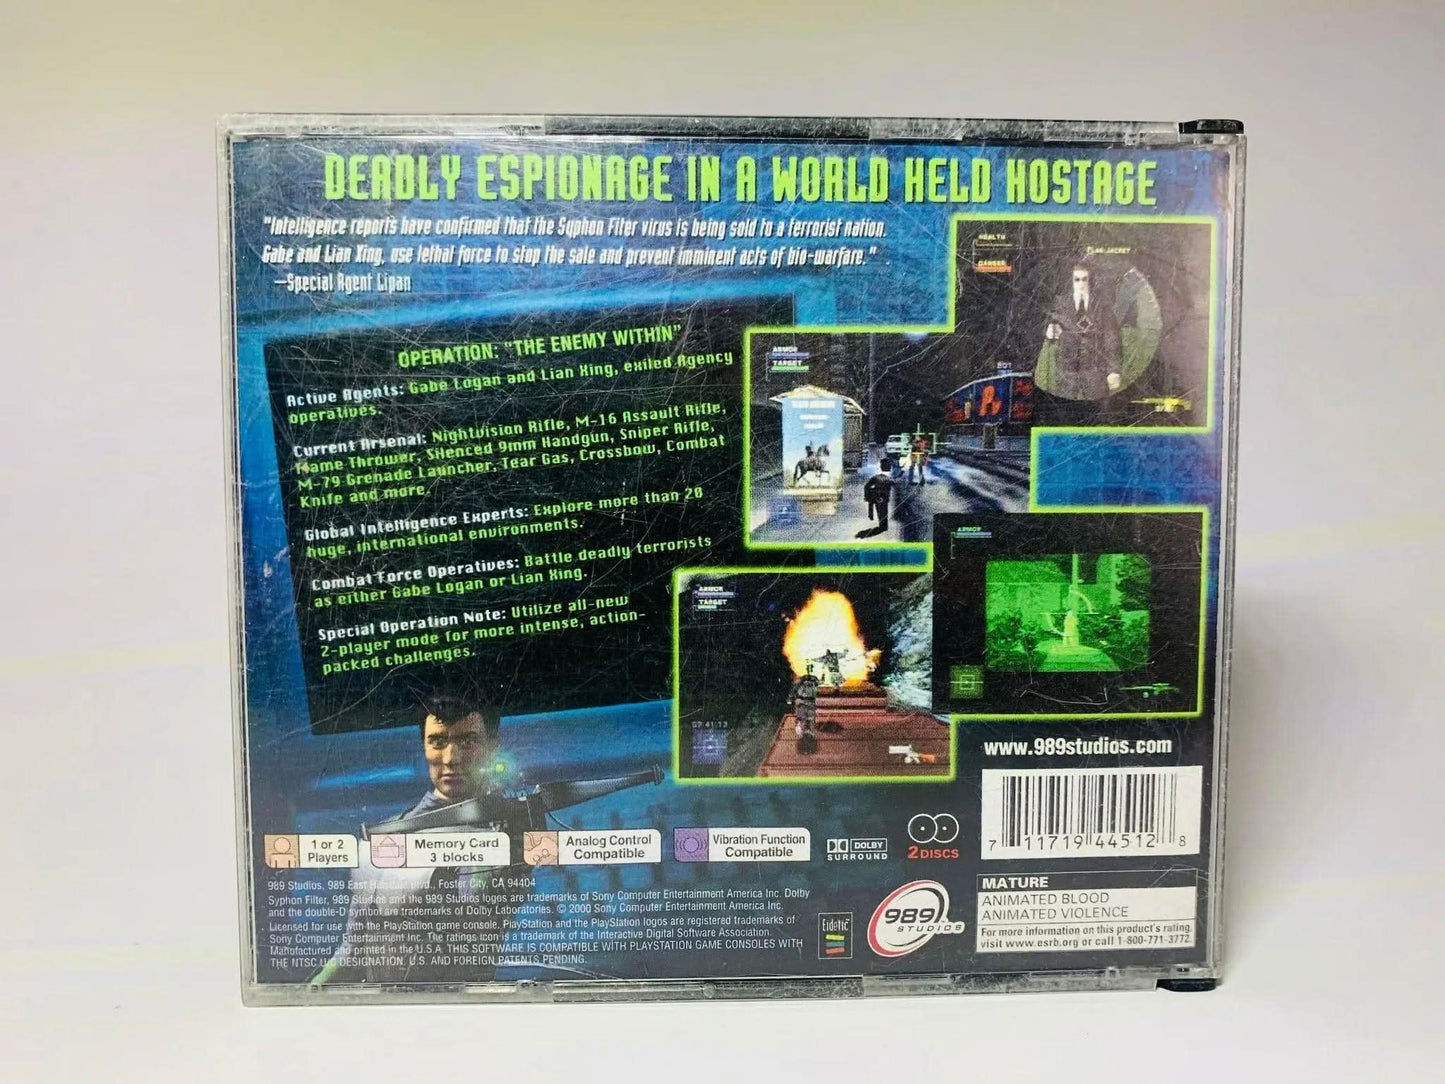 DEADLY ESPIONAGE IN A WORLD HELD HOSTAGE
"Intelligence reports have confirmed that the Syphon Filter virus is being sold to a terrorist nation.
Gabe and Lian Xing, use lethal force to stop the sale and prevent imminent acts of bio-warfare."
—Special Agent Lipan
OPERATION: "THE ENEMY WITHIN"
Active Agents: Gabe Logan and Lian Xing, exiled Agency
operatives.
Current Arsenal: Nightvision Rifle, M-16 Assault Rifle,
Flame Thrower, Silenced 9mm Handgun, Sniper Rifle,
M-79 Grenade Launcher, Tear Gas, Crossbow, Combat
Knife and more.
Global Intelligence Experts: Explore more than 20
huge, international environments.
Combat Force Operatives: Battle deadly terrorists
as either Gabe Logan or Lian Xing.
Special Operation Note: Utilize all-new
2-player mode for more intense, action-
packed challenges.
HEALTH
DANGER
FLAK JACKET
ARMOR
TARGET
ARMOR
ARMOR
TARGET
07:41:13
www.989studios.com
7 11719 44512 8
1 or 2
Players
Memory Card
3 blocks
Analog Control
Compatible
Vibration Function
Compatible
DOLBY
SURROUND
2 DISCS
989 Studios, 989 East Hillsdale Blvd., Foster City, CA 94404
Syphon Filter, 989 Studios and the 989 Studios logos are trademarks of Sony Computer Entertainment America Inc. Dolby
and the double-D symbol are trademarks of Dolby Laboratories. © 2000 Sony Computer Entertainment America Inc.
Licensed for use with the PlayStation game console. PlayStation and the PlayStation logos are registered trademarks of
Sony Computer Entertainment Inc. The ratings icon is a trademark of the Interactive Digital Software Association.
Manufactured and printed in the U.S.A. THIS SOFTWARE IS COMPATIBLE WITH PLAYSTATION GAME CONSOLES WITH
THE NTSC U/C DESIGNATION. U.S. AND FOREIGN PATENTS PENDING.
Eidetic
989
STUDIOS
MATURE
ANIMATED BLOOD
ANIMATED VIOLENCE
For more information on this product's rating,
visit www.esrb.org or call 1-800-771-3772.